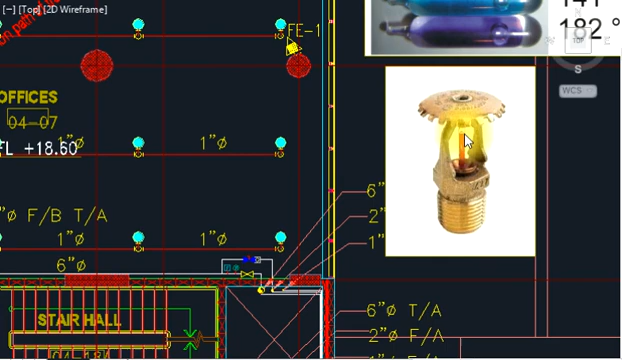 [−] [Top] [2D Wireframe]
FE-1
141
182 °
TOP
S
WCS
OFFICES
04-07
1"Ø
1"Ø
FL +18.60
6"
2"
1"
"Ø F/B T/A
1"Ø
1"Ø
6"Ø
STAIR HALL
6"Ø T/A
2"Ø F/A